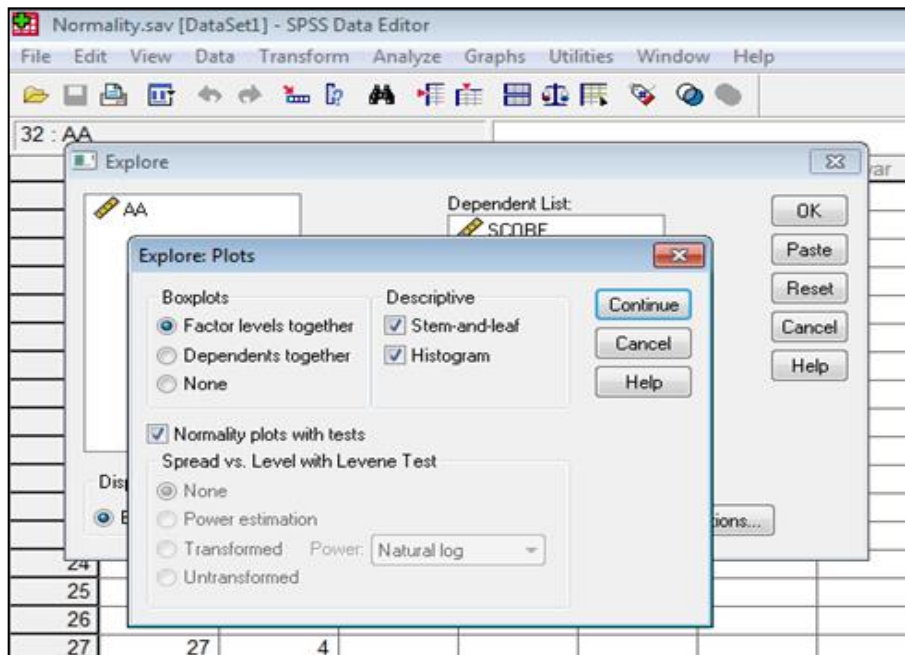 Normality.sav [DataSet1] - SPSS Data Editor
File Edit View Data Transform Analyze Graphs Utilities Window Help
32 : AA
Explore
var
AA
Dependent List:
SCORE
OK
Paste
Reset
Cancel
Help
Explore: Plots
Boxplots
Factor levels together
Dependents together
None
Descriptive
Stem-and-leaf
Histogram
Continue
Cancel
Help
Normality plots with tests
Spread vs. Level with Levene Test
None
Power estimation
Transformed Power: Natural log
Untransformed
Disp
ions...
24
25
26
27 27 4